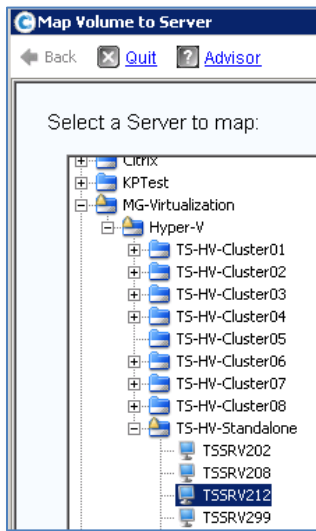 Map Volume to Server
Back Quit Advisor
Select a Server to map:
Citrix
KPTest
MG-Virtualization
Hyper-V
TS-HV-Cluster01
TS-HV-Cluster02
TS-HV-Cluster03
TS-HV-Cluster04
TS-HV-Cluster05
TS-HV-Cluster06
TS-HV-Cluster07
TS-HV-Cluster08
TS-HV-Standalone
TSSRV202
TSSRV208
TSSRV212
TSSRV299